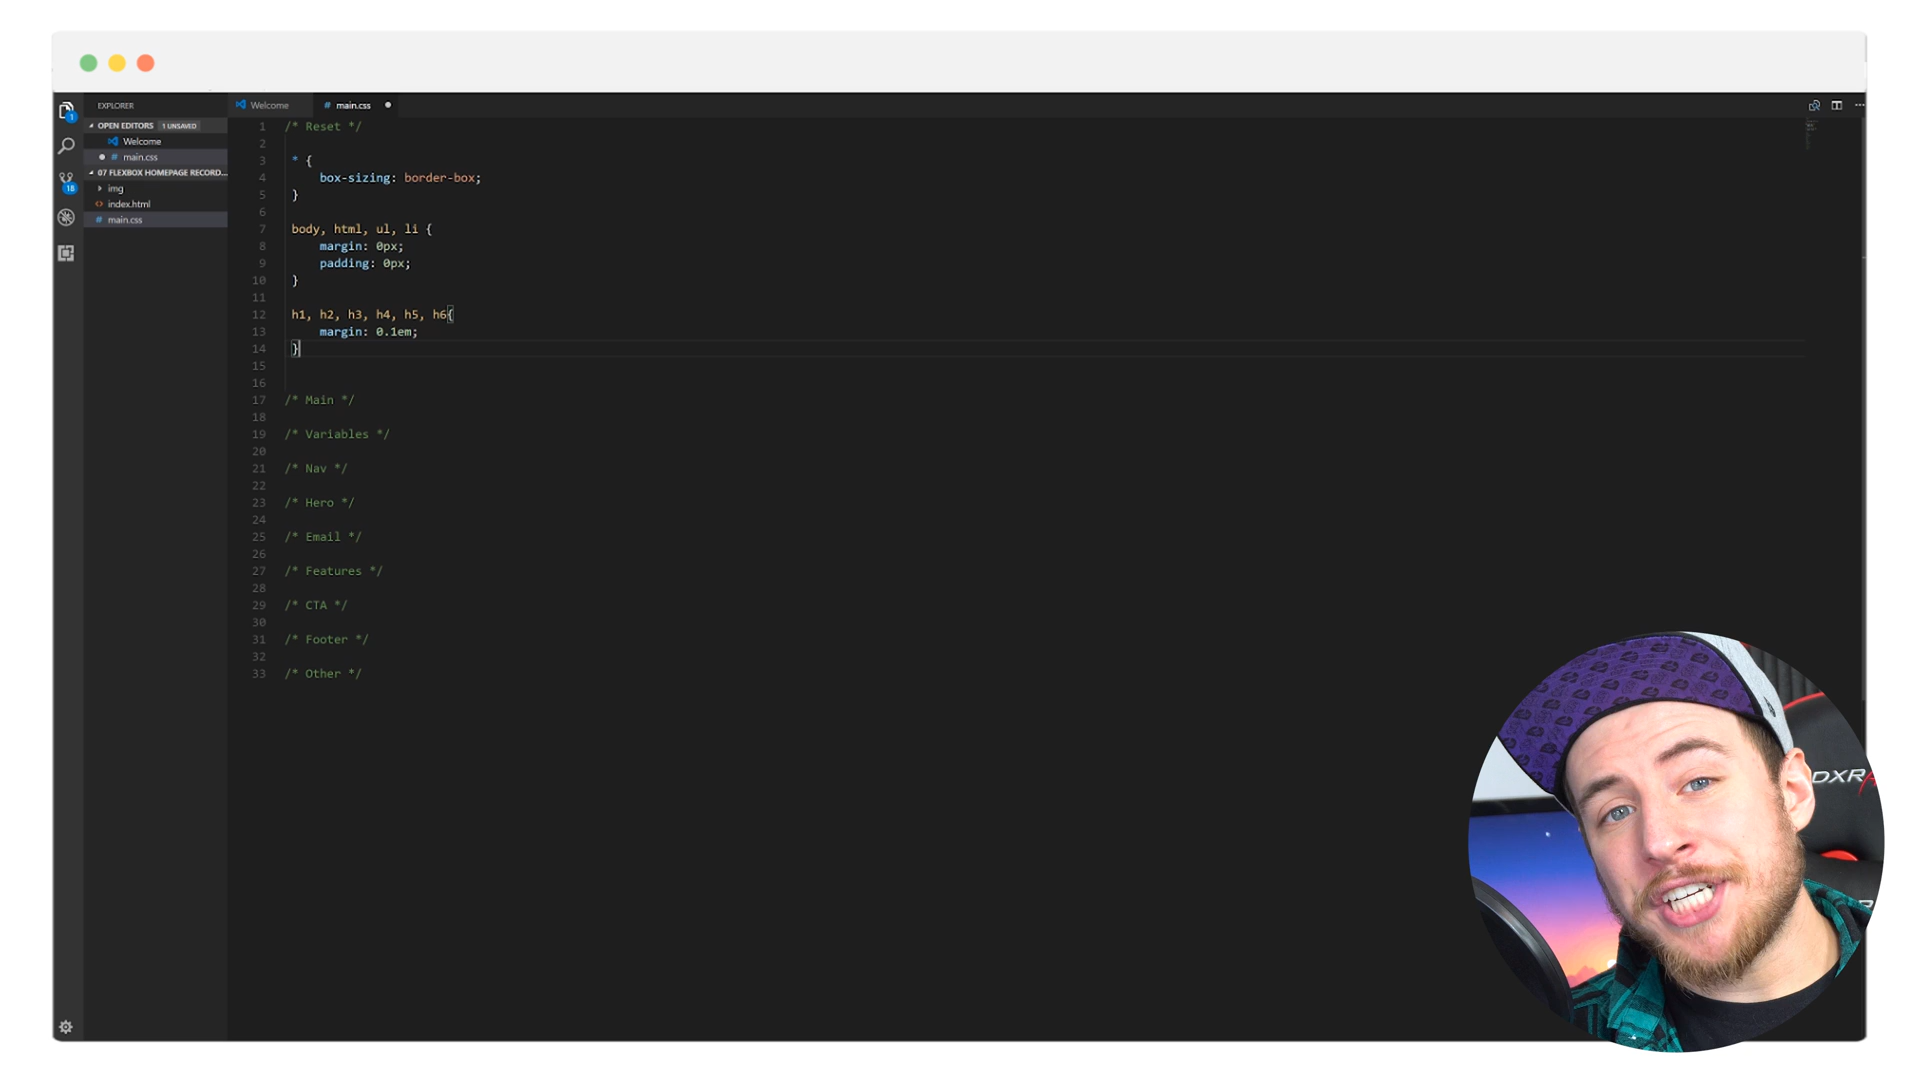 EXPLORER
OPEN EDITORS 1 UNSAVED
Welcome
# main.css
07 FLEXBOX HOMEPAGE RECORD...
img
index.html
# main.css
1
18
Welcome
# main.css
1 /* Reset */
2
3 * {
4 box-sizing: border-box;
5 }
6
7 body, html, ul, li {
8 margin: 0px;
9 padding: 0px;
10 }
11
12 h1, h2, h3, h4, h5, h6{
13 margin: 0.1em;
14 }
15
16
17 /* Main */
18
19 /* Variables */
20
21 /* Nav */
22
23 /* Hero */
24
25 /* Email */
26
27 /* Features */
28
29 /* CTA */
30
31 /* Footer */
32
33 /* Other */
DXRA